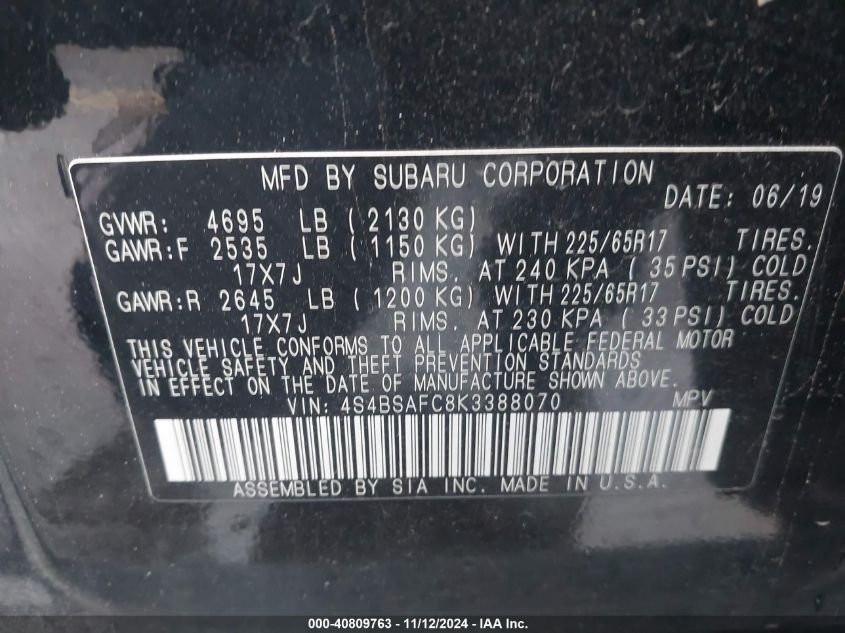 MFD BY SUBARU CORPORATION
DATE: 06/19
GVWR: 4695 LB ( 2130 KG)
GAWR:F 2535 LB ( 1150 KG) WITH 225/65R17 TIRES.
17X7J RIMS. AT 240 KPA ( 35 PSI) COLD
GAWR:R 2645 LB ( 1200 KG) WITH 225/65R17 TIRES.
17X7J RIMS. AT 230 KPA ( 33 PSI) COLD
THIS VEHICLE CONFORMS TO ALL APPLICABLE FEDERAL MOTOR
VEHICLE SAFETY AND THEFT PREVENTION STANDARDS
IN EFFECT ON THE DATE OF MANUFACTURE SHOWN ABOVE.
VIN: 4S4BSAFC8K3388070 MPV
ASSEMBLED BY SIA INC. MADE IN U.S.A.
000-40809763 - 11/12/2024 - IAA Inc.